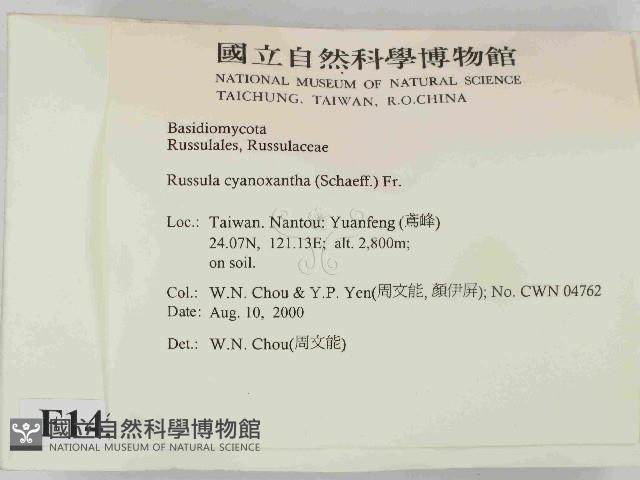 國立自然科學博物館
NATIONAL MUSEUM OF NATURAL SCIENCE
TAICHUNG, TAIWAN, R.O.CHINA
Basidiomycota
Russulales, Russulaceae
Russula cyanoxantha (Schaeff.) Fr.
Loc.: Taiwan. Nantou: Yuanfeng (鳶峰)
24.07N, 121.13E; alt. 2,800m;
on soil.
Col.: W.N. Chou & Y.P. Yen(周文能, 顏伊屏); No. CWN 04762
Date: Aug. 10, 2000
Det.: W.N. Chou(周文能)
F14
國立自然科學博物館
NATIONAL MUSEUM OF NATURAL SCIENCE